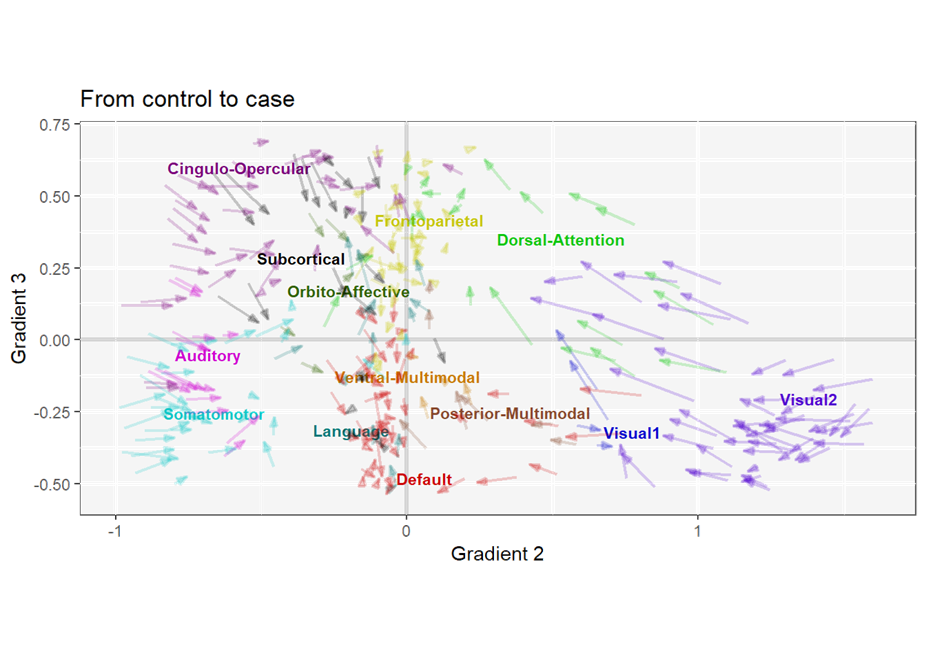 From control to case
0.75
Cingulo-Opercular
0.50
Frontoparietal
Dorsal-Attention
Subcortical
0.25
Orbito-Affective
Gradient 3
0.00
Auditory
Ventral-Multimodal
Visual2
-0.25
Somatomotor
Posterior-Multimodal
Language
Visual1
Default
-0.50
-1
0
1
Gradient 2